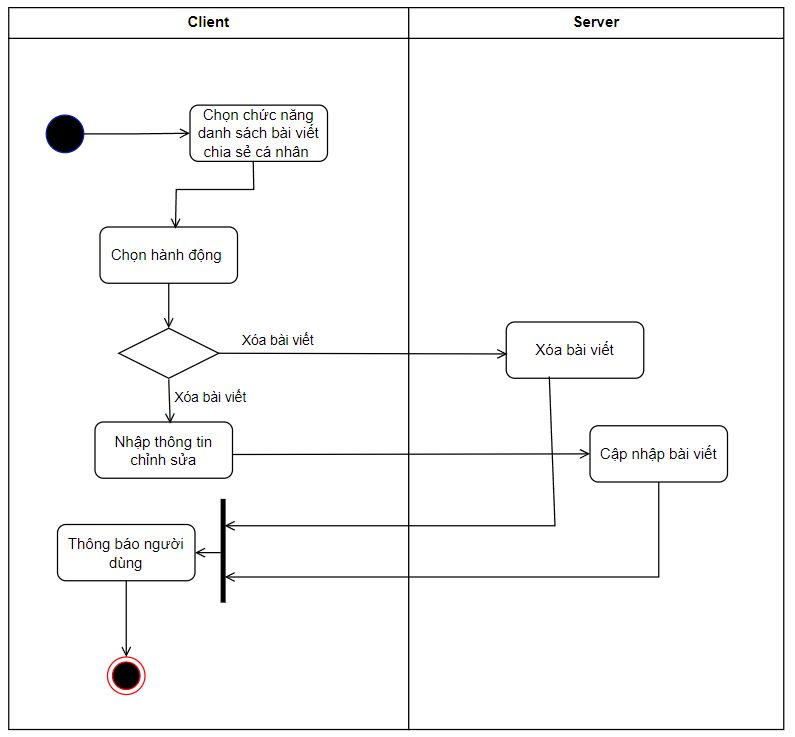 Client
Server
Chọn chức năng
danh sách bài viết
chia sẻ cá nhân
Chọn hành động
Xóa bài viết
Xóa bài viết
Xóa bài viết
Nhập thông tin
chỉnh sửa
Cập nhập bài viết
Thông báo người
dùng